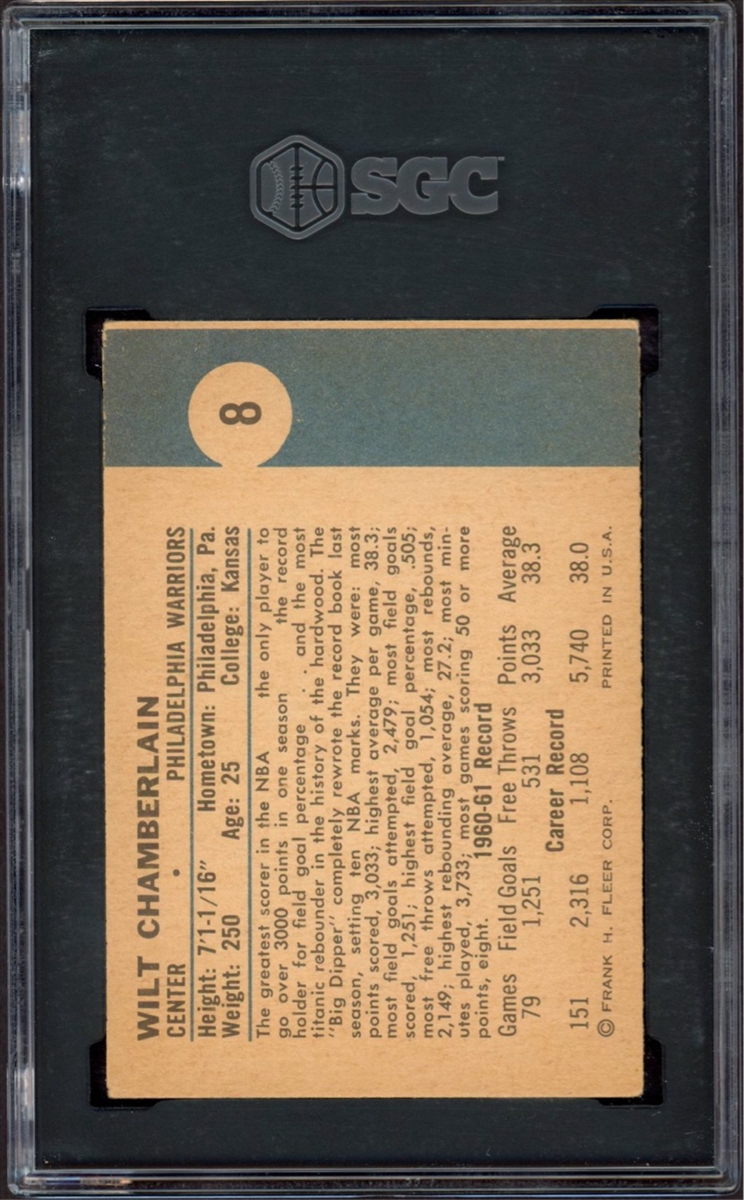 SGC
8
WILT CHAMBERLAIN
CENTER • PHILADELPHIA WARRIORS
Height: 7'1-1/16" Hometown: Philadelphia, Pa.
Weight: 250 Age: 25 College: Kansas
The greatest scorer in the NBA the only player to
go over 3000 points in one season the record
holder for field goal percentage . . and the most
titanic rebounder in the history of the hardwood. The
"Big Dipper" completely rewrote the record book last
season, setting ten NBA marks. They were: most
points scored, 3,033; highest average per game, 38.3;
most field goals attempted, 2,479; most field goals
scored, 1,251; highest field goal percentage, .505;
most free throws attempted, 1,054; most rebounds,
2,149; highest rebounding average, 27.2; most min-
utes played, 3,733; most games scoring 50 or more
points, eight.
1960-61 Record
Games Field Goals Free Throws Points Average
79 1,251 531 3,033 38.3
Career Record
151 2,316 1,108 5,740 38.0
© FRANK H. FLEER CORP. PRINTED IN U.S.A.